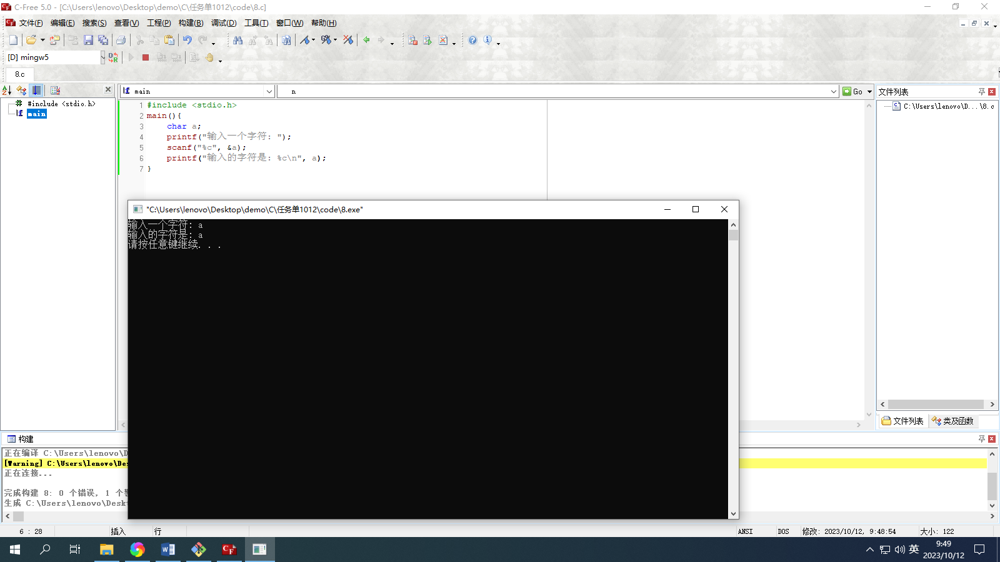 C-Free 5.0 - [C:\Users\lenovo\Desktop\demo\C\任务单1012\code\8.c]
文件(F) 编辑(E) 搜索(S) 查看(V) 工程(P) 构建(B) 调试(D) 工具(T) 窗口(W) 帮助(H)
[D] mingw5
8.c
main
n
Go
文件列表
#include <stdio.h>
main
C:\Users\lenovo\D...\8.c
1 #include <stdio.h>
2 main(){
3 char a;
4 printf("输入一个字符: ");
5 scanf("%c", &a);
6 printf("输入的字符是: %c\n", a);
7 }
"C:\Users\lenovo\Desktop\demo\C\任务单1012\code\8.exe"
输入一个字符: a
输入的字符是: a
请按任意键继续. . .
文件列表 类及函数
构建
正在编译 C:\Users\lenovo\D
[Warning] C:\Users\lenovo\Des
正在连接...
完成构建 8: 0 个错误, 1 个
生成 C:\Users\lenovo\Deskt
6 : 28 插入 行 ANSI DOS 修改: 2023/10/12, 9:48:54 大小: 122
英
9:49
2023/10/12